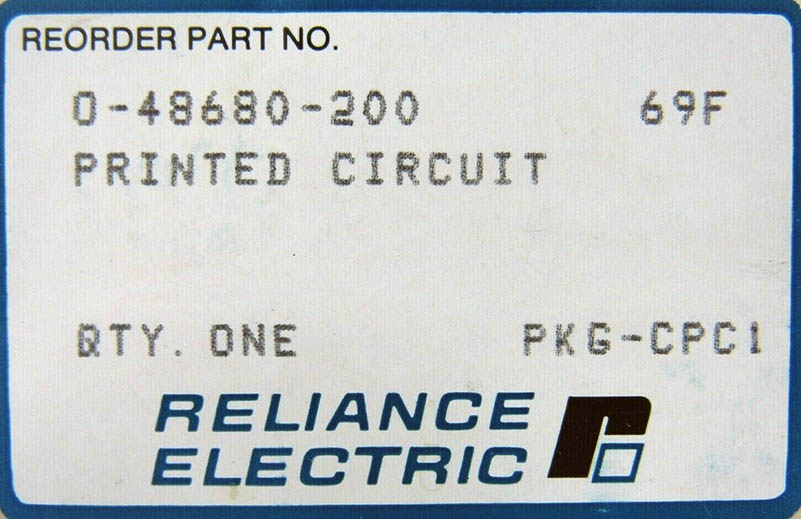 REORDER PART NO.
0-48680-200 69F
PRINTED CIRCUIT
QTY. ONE PKG-CPC1
RELIANCE
ELECTRIC